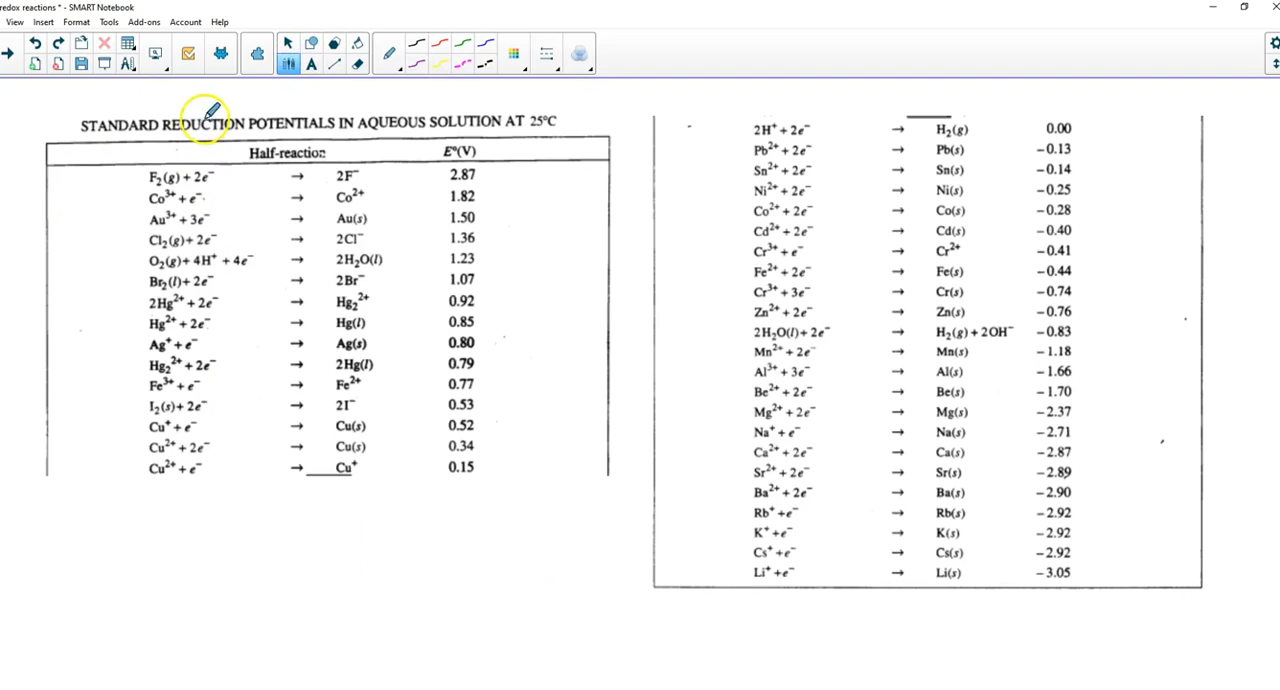 redox reactions * - SMART Notebook
View Insert Format Tools Add-ons Account Help
STANDARD REDUCTION POTENTIALS IN AQUEOUS SOLUTION AT 25°C
Half-reaction E°(V)
F₂(g) + 2e⁻ → 2F⁻ 2.87
Co³⁺ + e⁻ → Co²⁺ 1.82
Au³⁺ + 3e⁻ → Au(s) 1.50
Cl₂(g) + 2e⁻ → 2Cl⁻ 1.36
O₂(g) + 4H⁺ + 4e⁻ → 2H₂O(l) 1.23
Br₂(l) + 2e⁻ → 2Br⁻ 1.07
2Hg²⁺ + 2e⁻ → Hg₂²⁺ 0.92
Hg²⁺ + 2e⁻ → Hg(l) 0.85
Ag⁺ + e⁻ → Ag(s) 0.80
Hg₂²⁺ + 2e⁻ → 2Hg(l) 0.79
Fe³⁺ + e⁻ → Fe²⁺ 0.77
I₂(s) + 2e⁻ → 2I⁻ 0.53
Cu⁺ + e⁻ → Cu(s) 0.52
Cu²⁺ + 2e⁻ → Cu(s) 0.34
Cu²⁺ + e⁻ → Cu⁺ 0.15
2H⁺ + 2e⁻ → H₂(g) 0.00
Pb²⁺ + 2e⁻ → Pb(s) −0.13
Sn²⁺ + 2e⁻ → Sn(s) −0.14
Ni²⁺ + 2e⁻ → Ni(s) −0.25
Co²⁺ + 2e⁻ → Co(s) −0.28
Cd²⁺ + 2e⁻ → Cd(s) −0.40
Cr³⁺ + e⁻ → Cr²⁺ −0.41
Fe²⁺ + 2e⁻ → Fe(s) −0.44
Cr³⁺ + 3e⁻ → Cr(s) −0.74
Zn²⁺ + 2e⁻ → Zn(s) −0.76
2H₂O(l) + 2e⁻ → H₂(g) + 2OH⁻ −0.83
Mn²⁺ + 2e⁻ → Mn(s) −1.18
Al³⁺ + 3e⁻ → Al(s) −1.66
Be²⁺ + 2e⁻ → Be(s) −1.70
Mg²⁺ + 2e⁻ → Mg(s) −2.37
Na⁺ + e⁻ → Na(s) −2.71
Ca²⁺ + 2e⁻ → Ca(s) −2.87
Sr²⁺ + 2e⁻ → Sr(s) −2.89
Ba²⁺ + 2e⁻ → Ba(s) −2.90
Rb⁺ + e⁻ → Rb(s) −2.92
K⁺ + e⁻ → K(s) −2.92
Cs⁺ + e⁻ → Cs(s) −2.92
Li⁺ + e⁻ → Li(s) −3.05